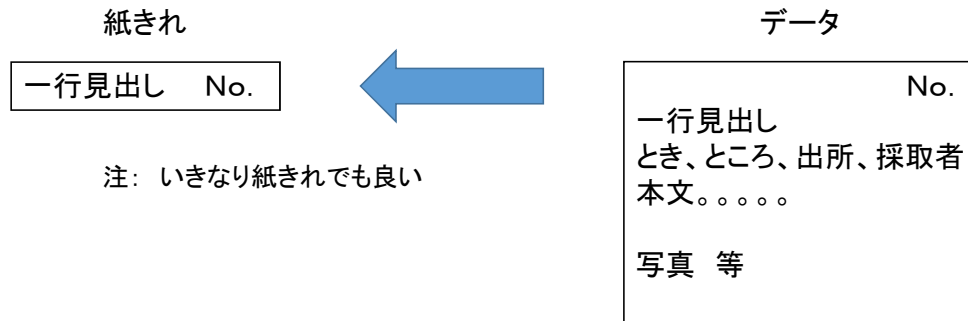 紙きれ
一行見出し　No.
注：　いきなり紙きれでも良い
データ
No.
一行見出し
とき、ところ、出所、採取者
本文。。。。。
写真　等